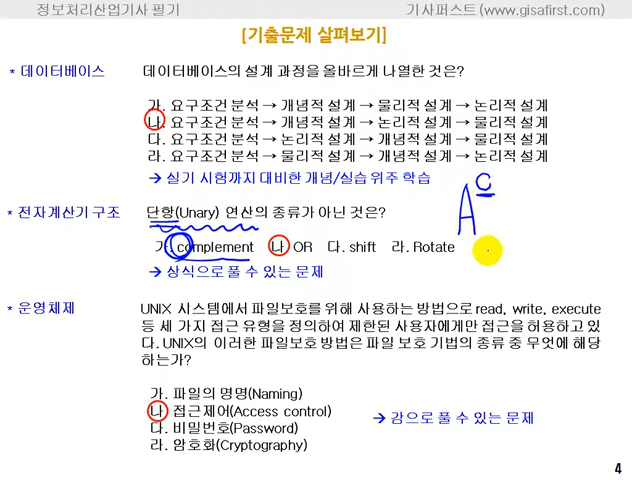 정보처리산업기사 필기
기사퍼스트 (www.gisafirst.com)
[기출문제 살펴보기]
* 데이터베이스
데이터베이스의 설계 과정을 올바르게 나열한 것은?
가. 요구조건 분석 → 개념적 설계 → 물리적 설계 → 논리적 설계
나. 요구조건 분석 → 개념적 설계 → 논리적 설계 → 물리적 설계
다. 요구조건 분석 → 논리적 설계 → 개념적 설계 → 물리적 설계
라. 요구조건 분석 → 물리적 설계 → 개념적 설계 → 논리적 설계
→ 실기 시험까지 대비한 개념/실습 위주 학습
A c
* 전자계산기 구조
단항(Unary) 연산의 종류가 아닌 것은?
가. complement 나. OR 다. shift 라. Rotate
→ 상식으로 풀 수 있는 문제
* 운영체제
UNIX 시스템에서 파일보호를 위해 사용하는 방법으로 read, write, execute
등 세 가지 접근 유형을 정의하여 제한된 사용자에게만 접근을 허용하고 있
다. UNIX의 이러한 파일보호 방법은 파일 보호 기법의 종류 중 무엇에 해당
하는가?
가. 파일의 명명(Naming)
나. 접근제어(Access control)
다. 비밀번호(Password)
라. 암호화(Cryptography)
→ 감으로 풀 수 있는 문제
4